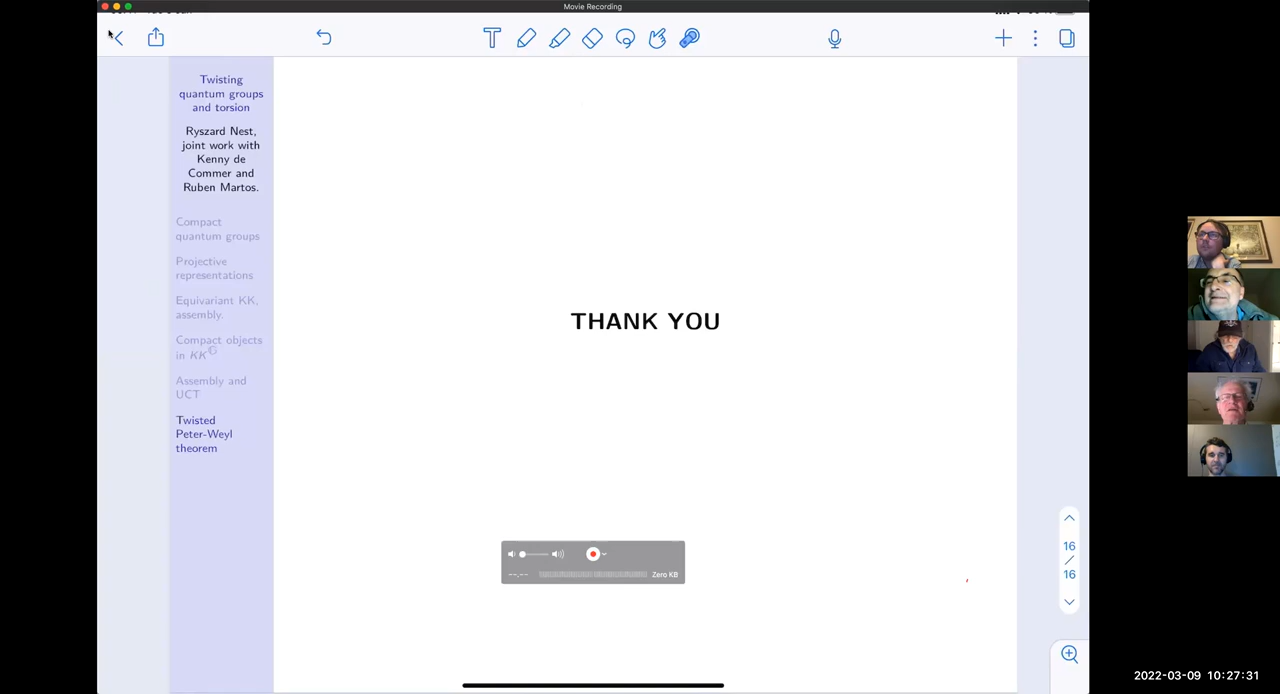 Movie Recording
Twisting
quantum groups
and torsion
Ryszard Nest,
joint work with
Kenny de
Commer and
Ruben Martos.
Compact
quantum groups
Projective
representations
Equivariant KK,
assembly.
Compact objects
in KK^𝔾
Assembly and
UCT
Twisted
Peter-Weyl
theorem
THANK YOU
--:--
Zero KB
16
16
2022-03-09 10:27:31